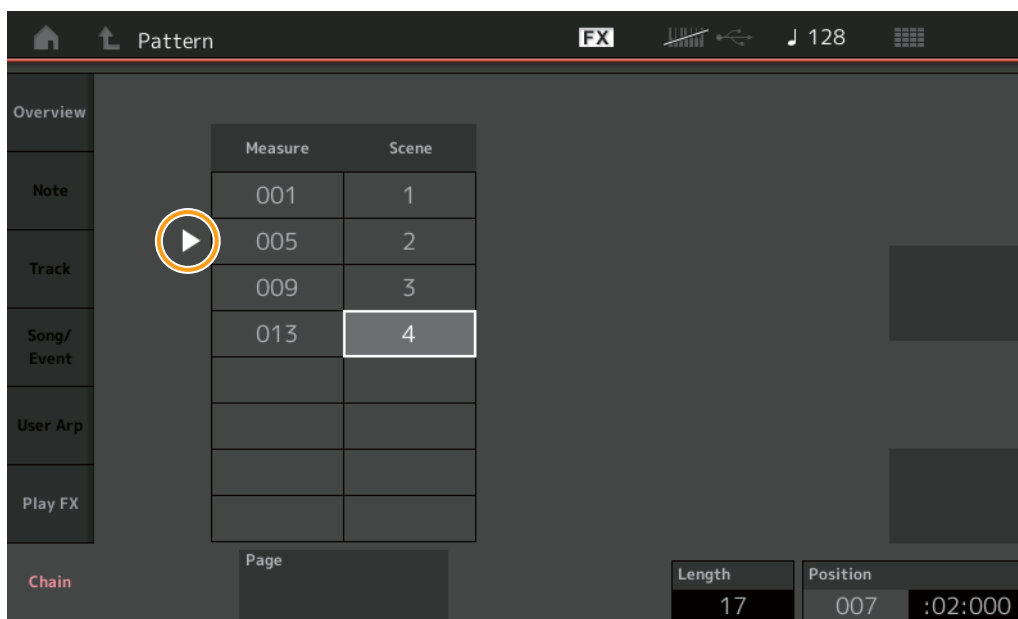 Pattern FX 128
Overview
Note
Track
Song/
Event
User Arp
Play FX
Chain
Measure Scene
001 1
005 2
009 3
013 4
Page
Length Position
17 007 :02:000